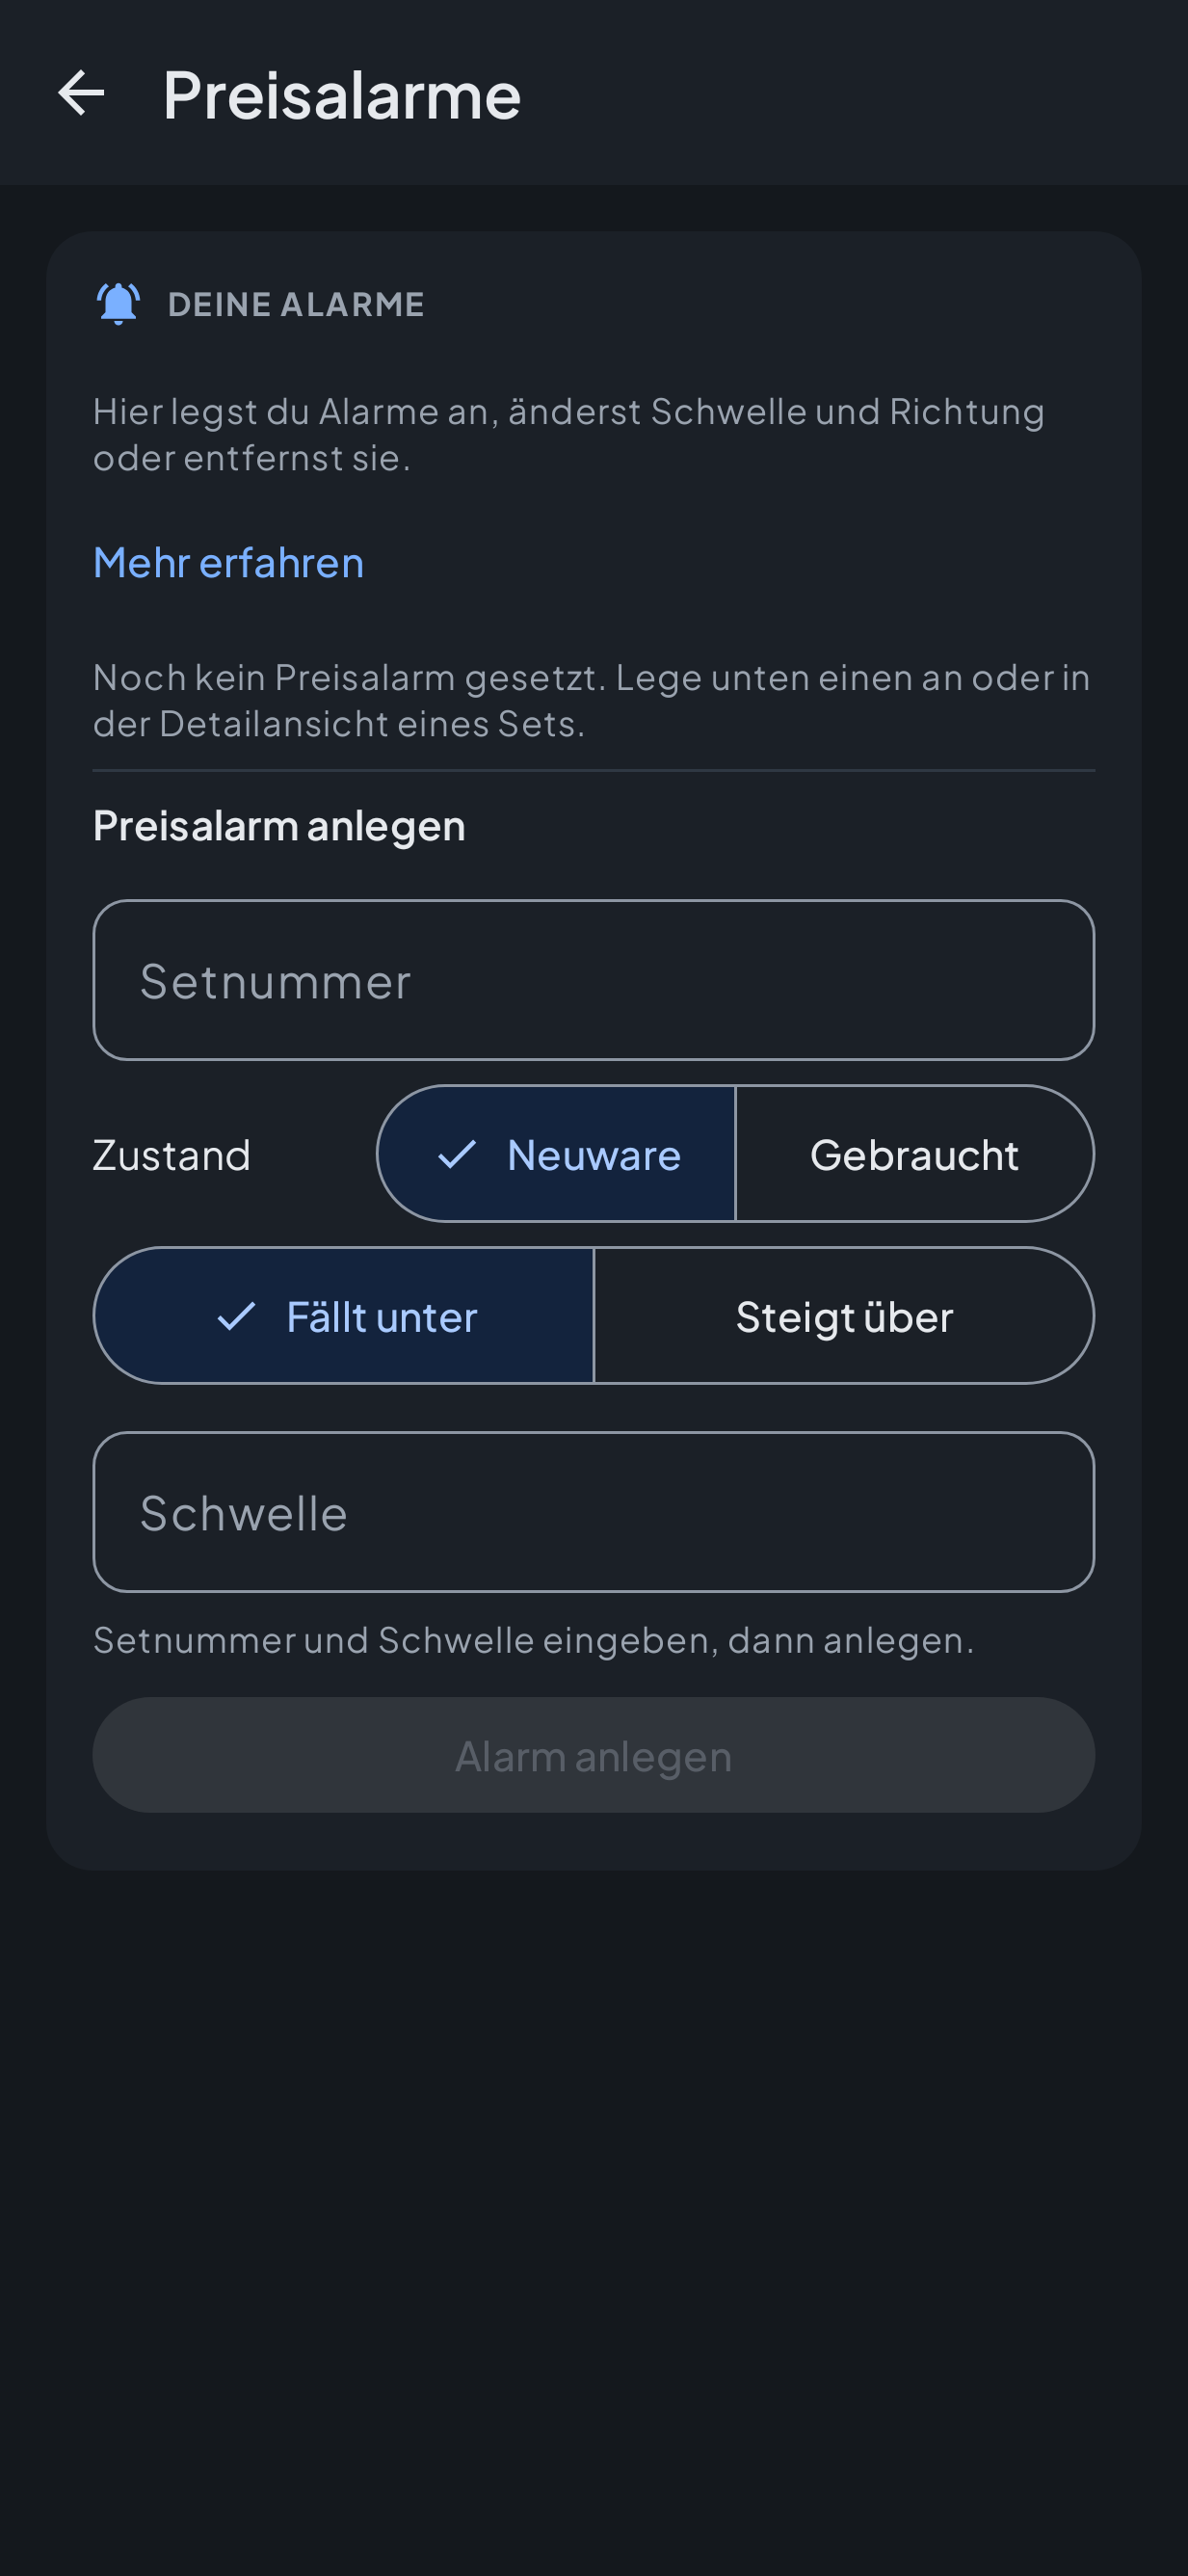 Preisalarme
DEINE ALARME
Hier legst du Alarme an, änderst Schwelle und Richtung
oder entfernst sie.
Mehr erfahren
Noch kein Preisalarm gesetzt. Lege unten einen an oder in
der Detailansicht eines Sets.
Preisalarm anlegen
Setnummer
Zustand
Neuware
Gebraucht
Fällt unter
Steigt über
Schwelle
Setnummer und Schwelle eingeben, dann anlegen.
Alarm anlegen